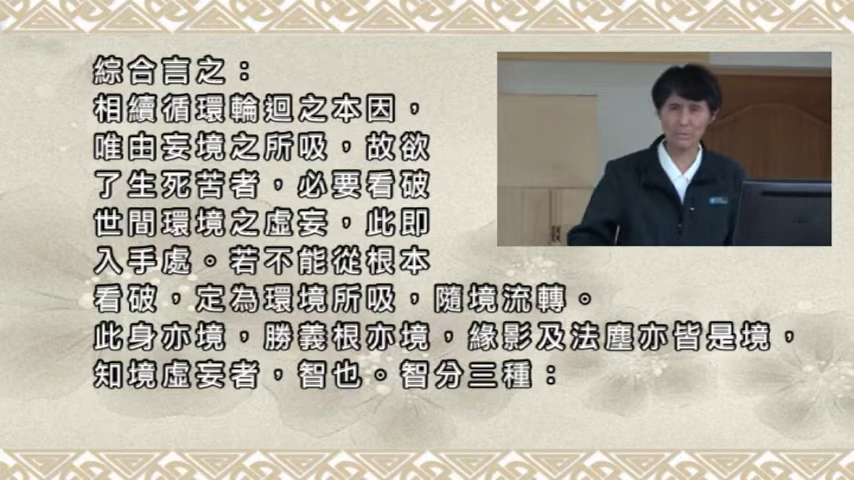 綜合言之：
相續循環輪迴之本因，
唯由妄境之所吸，故欲
了生死苦者，必要看破
世間環境之虛妄，此即
入手處。若不能從根本
看破，定為環境所吸，隨境流轉。
此身亦境，勝義根亦境，緣影及法塵亦皆是境，
知境虛妄者，智也。智分三種：